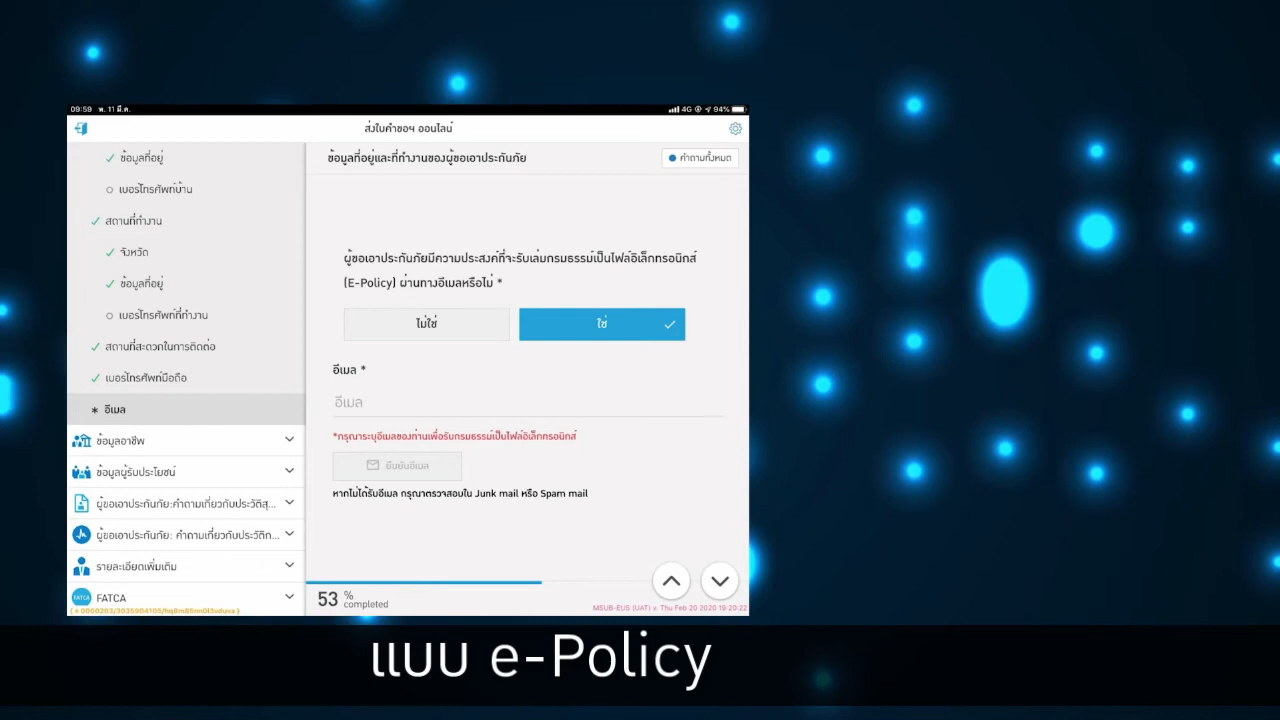 09:59 พ. 11 มี.ค.
4G 94%
ส่งใบคำขอฯ ออนไลน์
ข้อมูลที่อยู่
เบอร์โทรศัพท์บ้าน
สถานที่ทำงาน
จังหวัด
ข้อมูลที่อยู่
เบอร์โทรศัพท์ที่ทำงาน
สถานที่สะดวกในการติดต่อ
เบอร์โทรศัพท์มือถือ
* อีเมล
ข้อมูลอาชีพ
ข้อมูลผู้รับประโยชน์
ผู้ขอเอาประกันภัย:คำถามเกี่ยวกับประวัติสุ...
ผู้ขอเอาประกันภัย: คำถามเกี่ยวกับประวัติก...
รายละเอียดเพิ่มเติม
FATCA FATCA
ข้อมูลที่อยู่และที่ทำงานของผู้ขอเอาประกันภัย
คำถามทั้งหมด
ผู้ขอเอาประกันภัยมีความประสงค์ที่จะรับเล่มกรมธรรม์เป็นไฟล์อิเล็กทรอนิกส์
(E-Policy) ผ่านทางอีเมลหรือไม่ *
ไม่ใช่ ใช่
อีเมล *
อีเมล
*กรุณาระบุอีเมลของท่านเพื่อรับกรมธรรม์เป็นไฟล์อิเล็กทรอนิกส์
ยืนยันอีเมล
หากไม่ได้รับอีเมล กรุณาตรวจสอบใน Junk mail หรือ Spam mail
53 % completed
MSUB-EUS (UAT) v. Thu Feb 20 2020 19:20:22
แบบ e-Policy